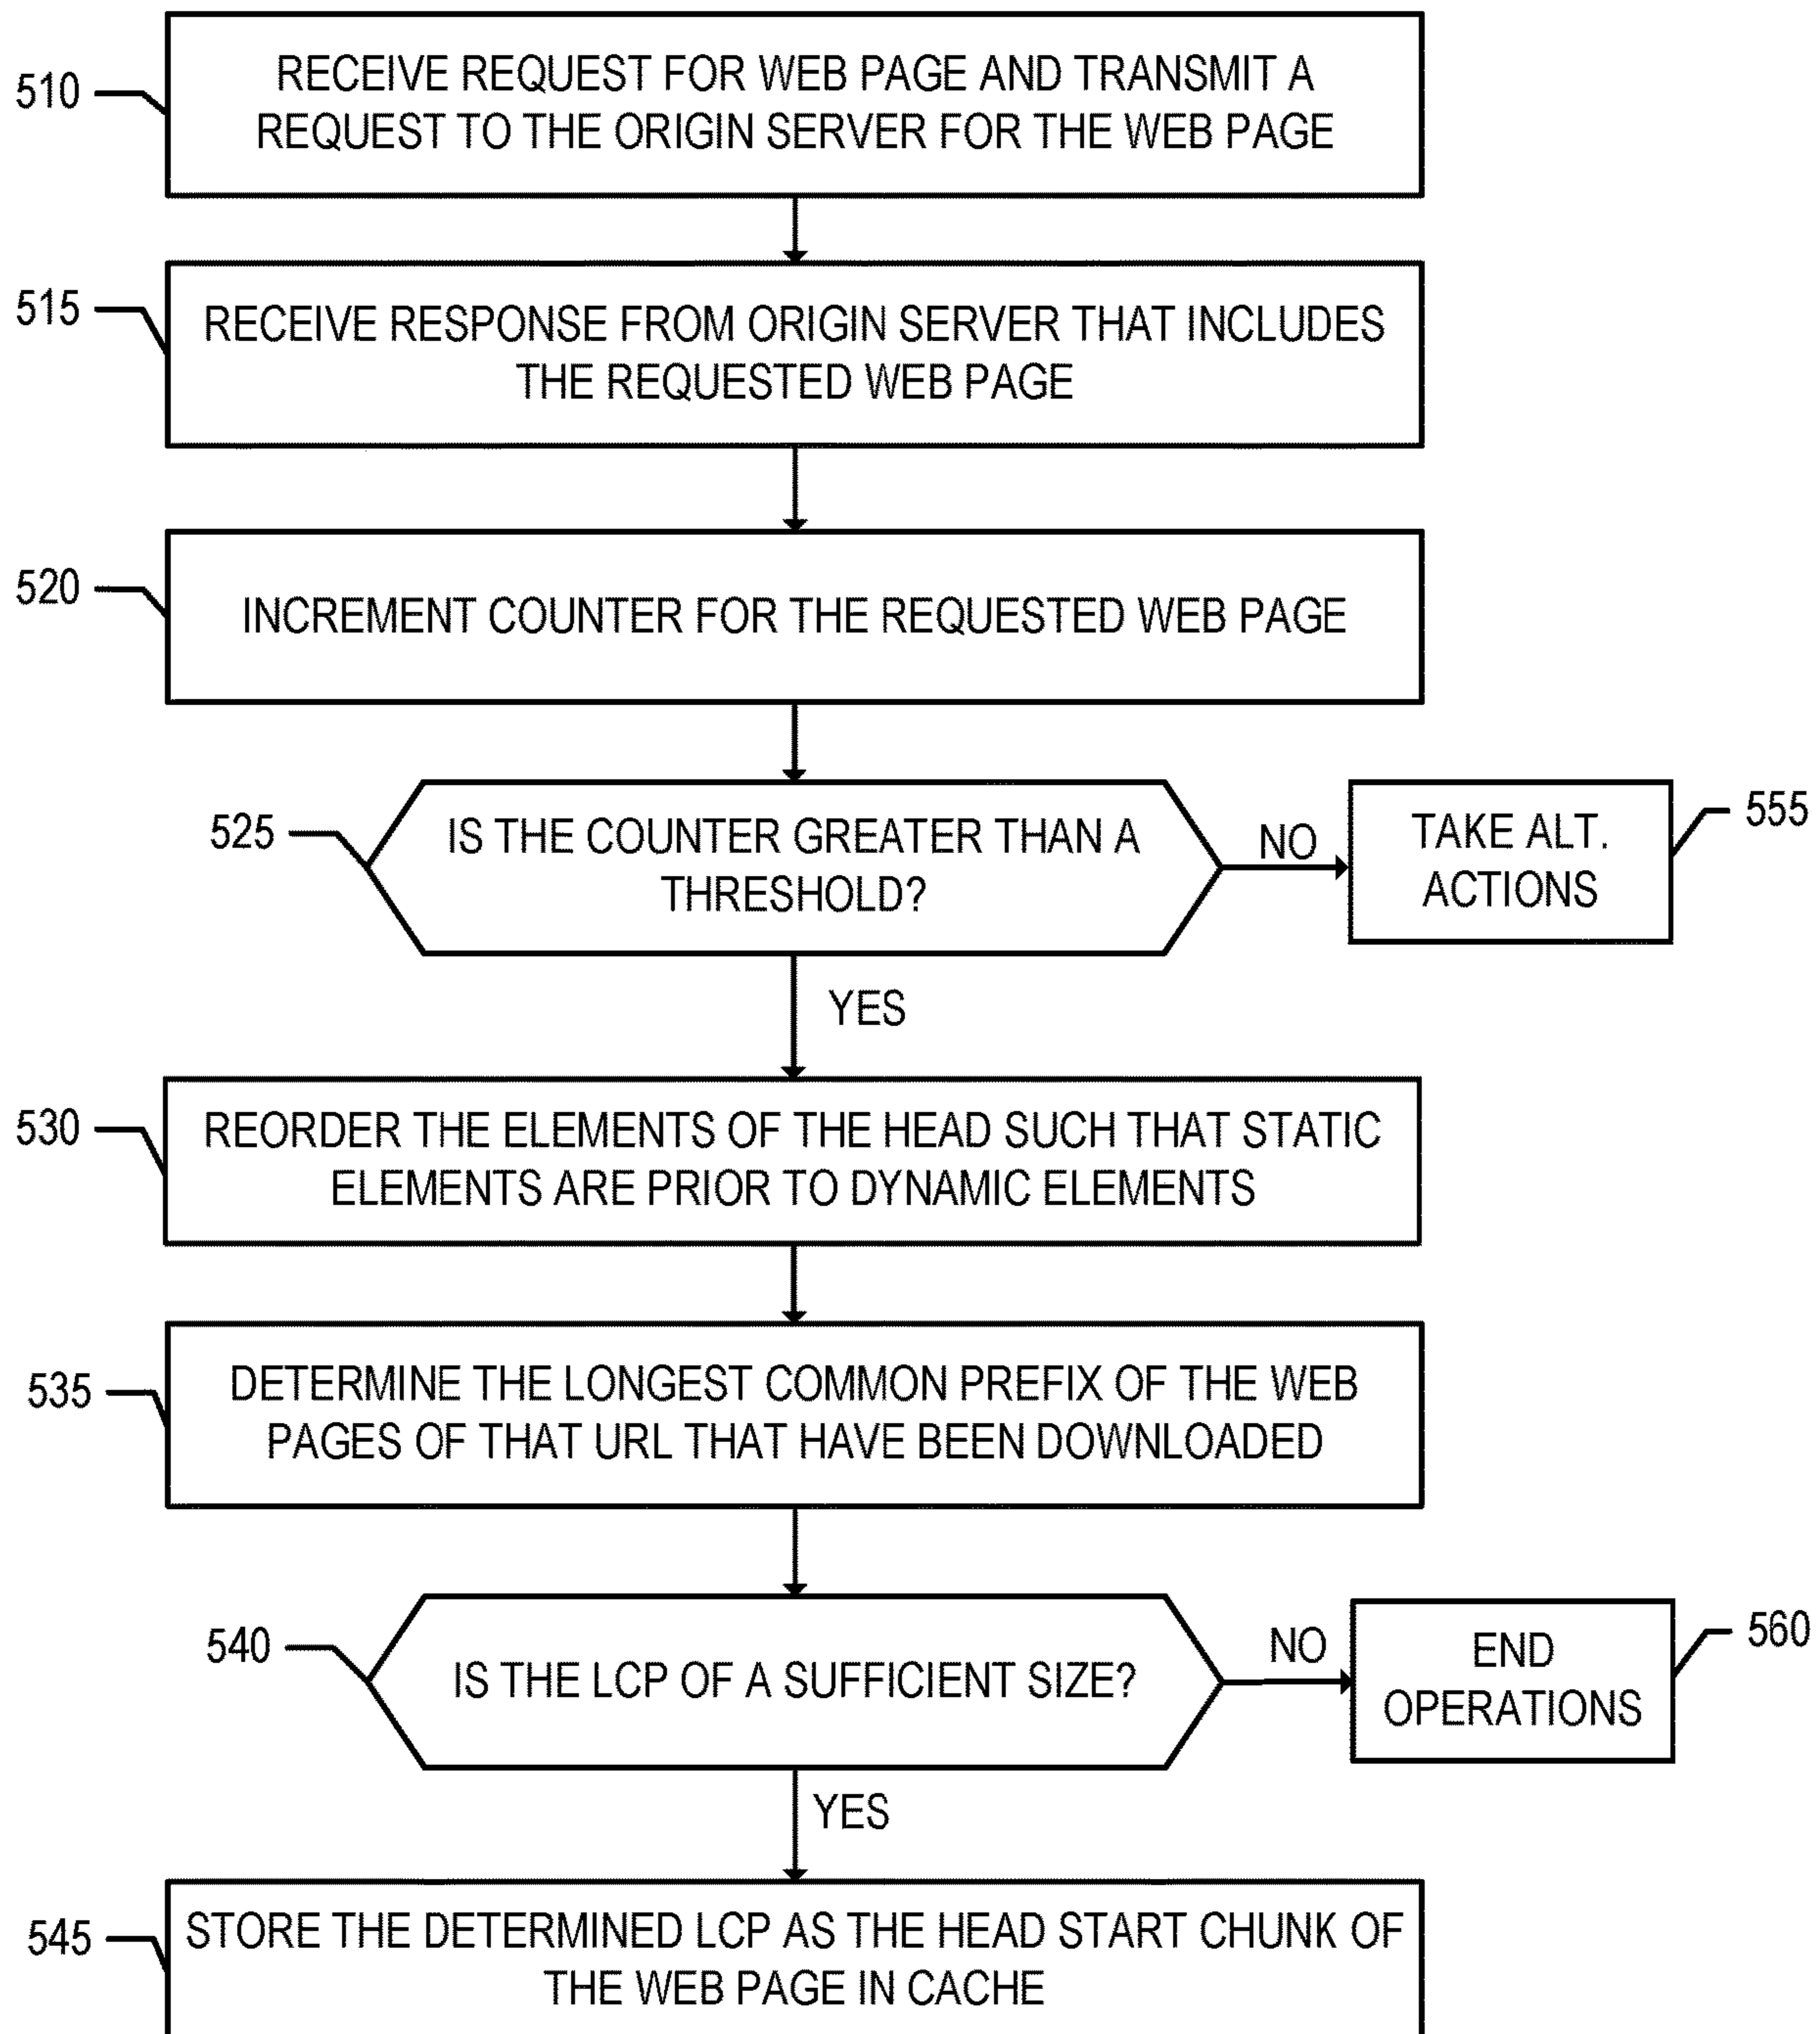 510
RECEIVE REQUEST FOR WEB PAGE AND TRANSMIT A
REQUEST TO THE ORIGIN SERVER FOR THE WEB PAGE
515
RECEIVE RESPONSE FROM ORIGIN SERVER THAT INCLUDES
THE REQUESTED WEB PAGE
520
INCREMENT COUNTER FOR THE REQUESTED WEB PAGE
525
IS THE COUNTER GREATER THAN A
THRESHOLD?
NO
TAKE ALT.
ACTIONS
555
YES
530
REORDER THE ELEMENTS OF THE HEAD SUCH THAT STATIC
ELEMENTS ARE PRIOR TO DYNAMIC ELEMENTS
535
DETERMINE THE LONGEST COMMON PREFIX OF THE WEB
PAGES OF THAT URL THAT HAVE BEEN DOWNLOADED
540
IS THE LCP OF A SUFFICIENT SIZE?
NO
END
OPERATIONS
560
YES
545
STORE THE DETERMINED LCP AS THE HEAD START CHUNK OF
THE WEB PAGE IN CACHE